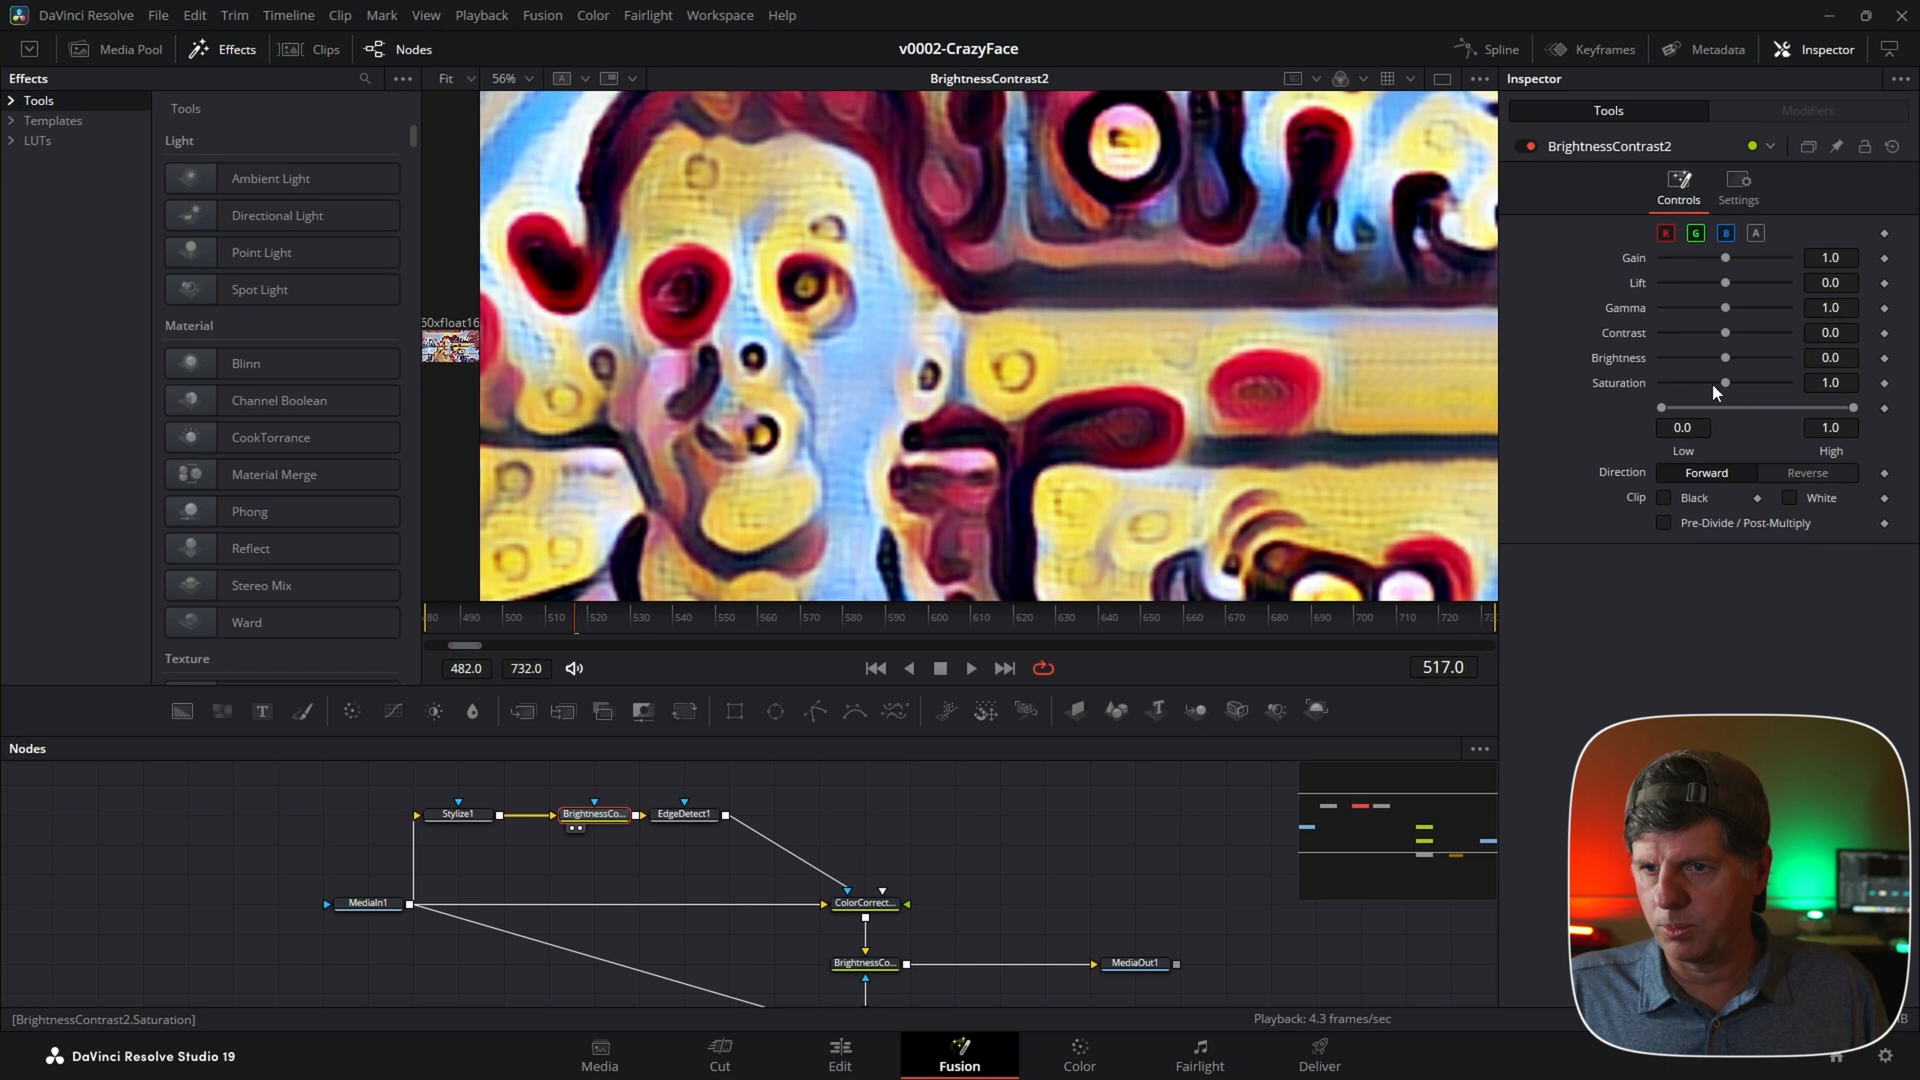 DaVinci Resolve File Edit Trim Timeline Clip Mark View Playback Fusion Color Fairlight Workspace Help
Media Pool Effects Clips Nodes v0002-CrazyFace Spline Keyframes Metadata Inspector
Effects Fit 56% A BrightnessContrast2 Inspector
Tools
Templates
LUTs
Tools
Light
Ambient Light
Directional Light
Point Light
Spot Light
Material
Blinn
Channel Boolean
CookTorrance
Material Merge
Phong
Reflect
Stereo Mix
Ward
Texture
60xfloat16
80 490 500 510 520 530 540 550 560 570 580 590 600 610 620 630 640 650 660 670 680 690 700 710 720 73
482.0 732.0 517.0
Tools Modifiers
BrightnessContrast2
Controls Settings
R G B A
Gain 1.0
Lift 0.0
Gamma 1.0
Contrast 0.0
Brightness 0.0
Saturation 1.0
0.0 1.0
Low High
Direction Forward Reverse
Clip Black White
Pre-Divide / Post-Multiply
T T
Nodes
Stylize1 BrightnessCo... EdgeDetect1
MediaIn1 ColorCorrect...
BrightnessCo... MediaOut1
[BrightnessContrast2.Saturation] Playback: 4.3 frames/sec
DaVinci Resolve Studio 19 Media Cut Edit Fusion Color Fairlight Deliver